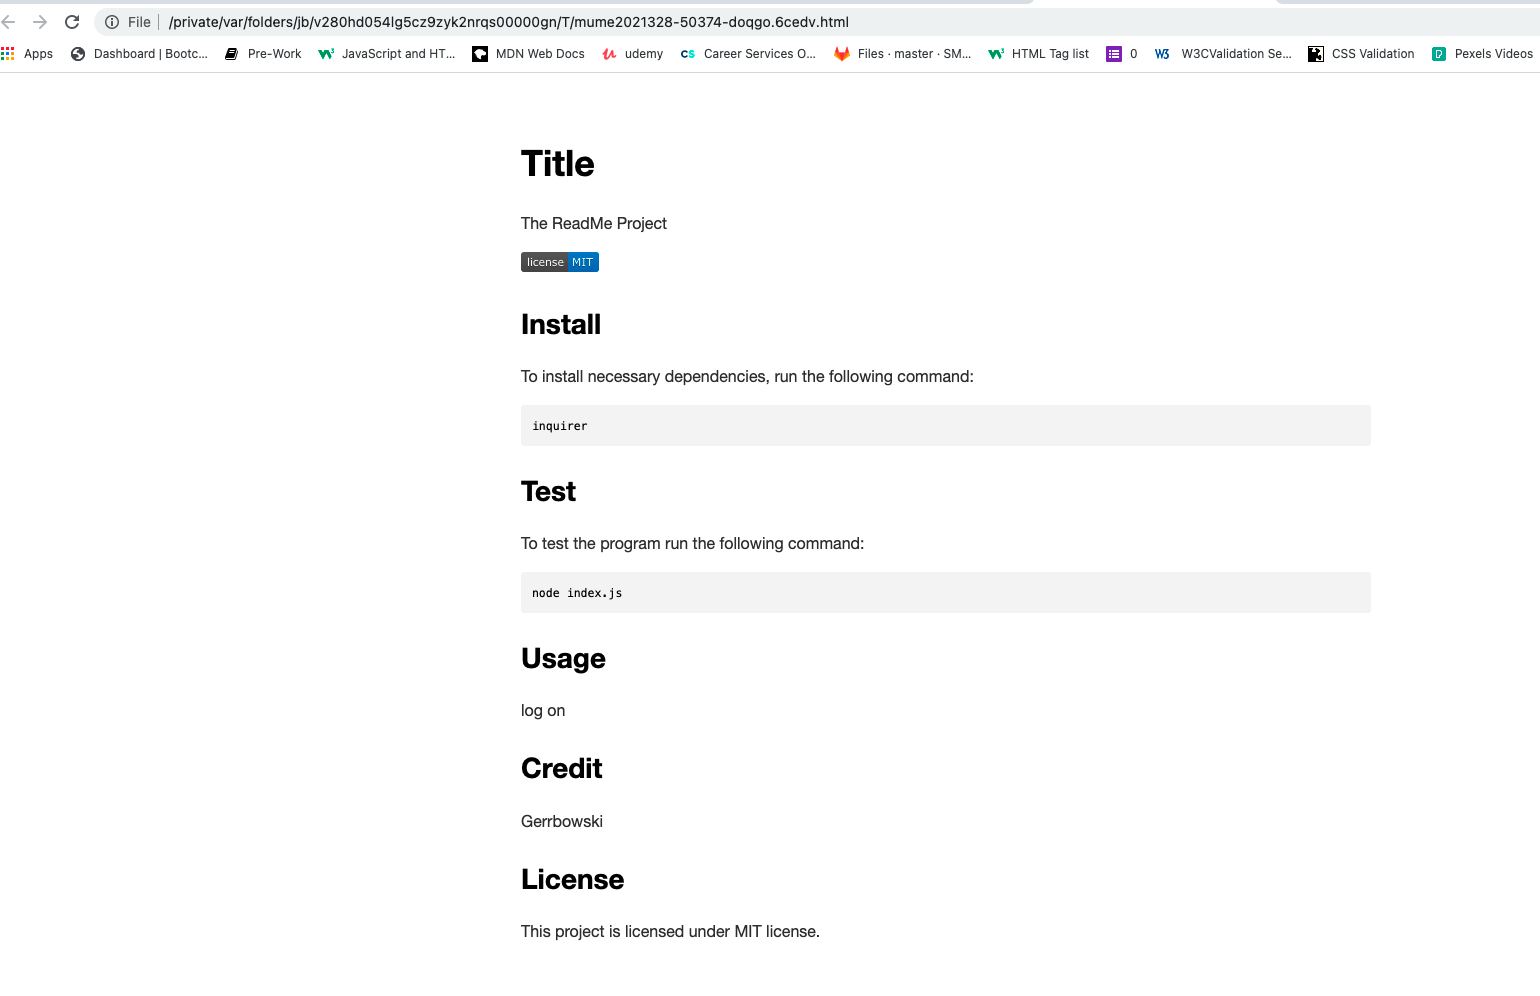 File /private/var/folders/jb/v280hd054lg5cz9zyk2nrqs00000gn/T/mume2021328-50374-doqgo.6cedv.html
Apps Dashboard | Bootc... Pre-Work JavaScript and HT... MDN Web Docs udemy CS Career Services O... Files · master · SM... HTML Tag list 0 W3 W3CValidation Se... CSS Validation Pexels Videos
Title
The ReadMe Project
license MIT
Install
To install necessary dependencies, run the following command:
inquirer
Test
To test the program run the following command:
node index.js
Usage
log on
Credit
Gerrbowski
License
This project is licensed under MIT license.